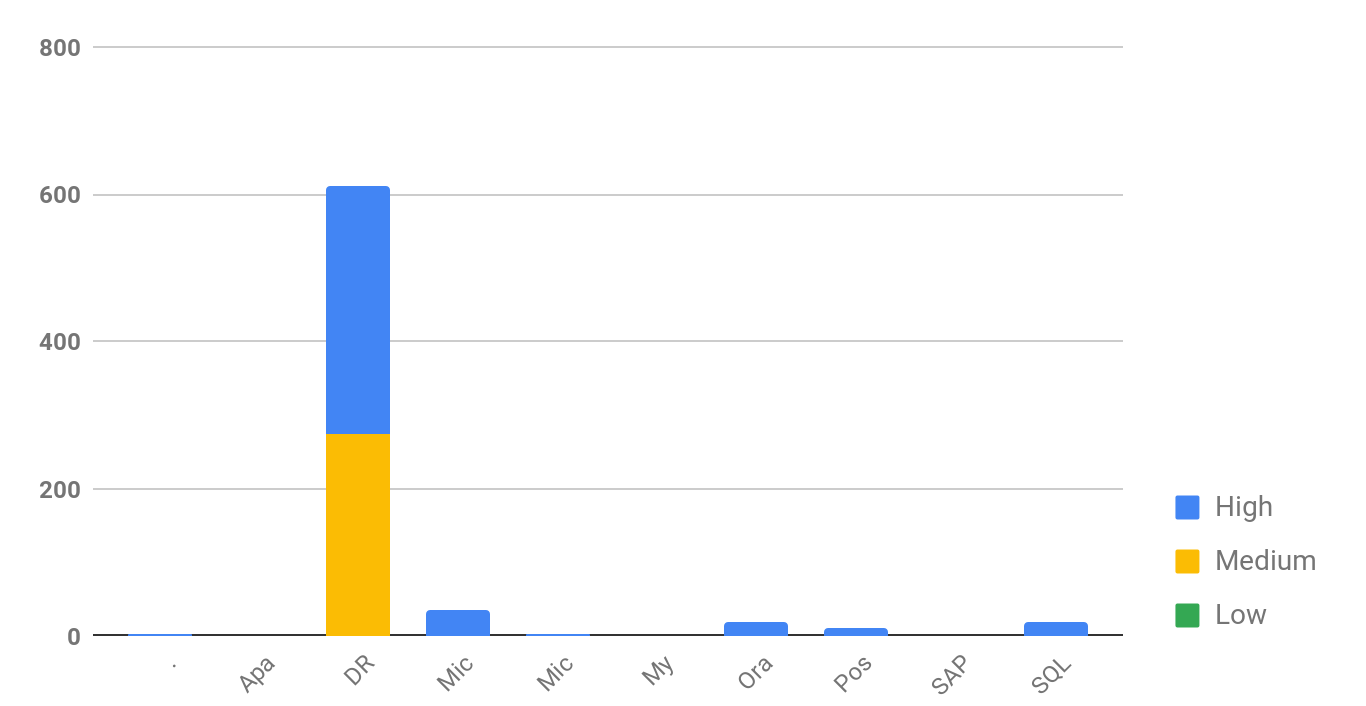 800
600
400
200
0
.
Apa
DR
Mic
Mic
My
Ora
Pos
SAP
SQL
High
Medium
Low